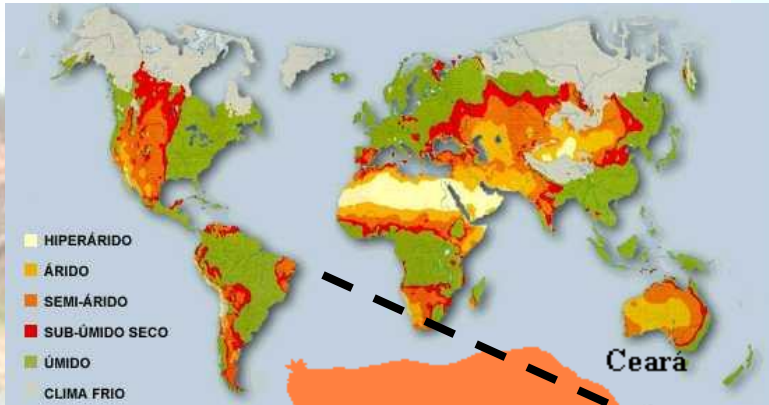 HIPERÁRIDO
ÁRIDO
SEMI-ÁRIDO
SUB-ÚMIDO SECO
ÚMIDO
CLIMA FRIO
Ceará